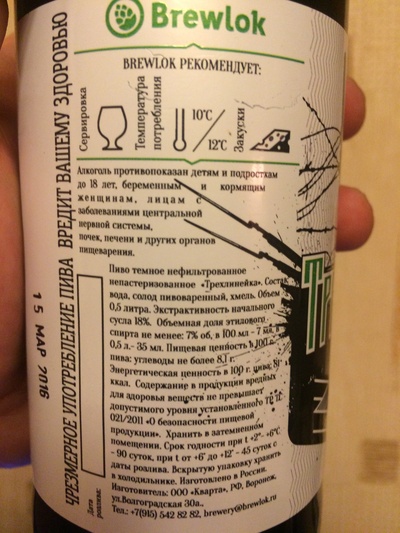 Brewlok
BREWLOK РЕКОМЕНДУЕТ:
Сервировка
Температура
потребления
10°C
12°C
Закуски
Алкоголь противопоказан детям и подросткам
до 18 лет, беременным и кормящим
женщинам, лицам с
заболеваниями центральной
нервной системы,
почек, печени и других органов
пищеварения.
Пиво темное нефильтрованное
непастеризованное «Трехлинейка». Состав
вода, солод пивоваренный, хмель. Объем
0,5 литра. Экстрактивность начального
сусла 18%. Объемная доля этилового
спирта не менее: 7% об, в 100 мл - 7 мл, в
0,5 л.- 35 мл. Пищевая ценность в 100 г.
пива: углеводы не более 8,1 г.
Энергетическая ценность в 100 г. пива
ккал. Содержание в продукции вредных
для здоровья веществ не превышает
допустимого уровня установленного ТР ТС
021/2011 «О безопасности пищевой
продукции». Хранить в затемненном
помещении. Срок годности при t +2°- +6°C
- 90 суток, при t от +6° до +12° - 45 суток с
даты розлива. Вскрытую упаковку хранить
в холодильнике. Изготовлено в России.
Изготовитель: ООО «Кварта», РФ, Воронеж,
ул.Волгоградская 30а.,
Тел.: +7(915) 542 82 82, brewery@brewlok.ru
ЧРЕЗМЕРНОЕ УПОТРЕБЛЕНИЕ ПИВА ВРЕДИТ ВАШЕМУ ЗДОРОВЬЮ
15 МАР 2016
Дата
розлива: